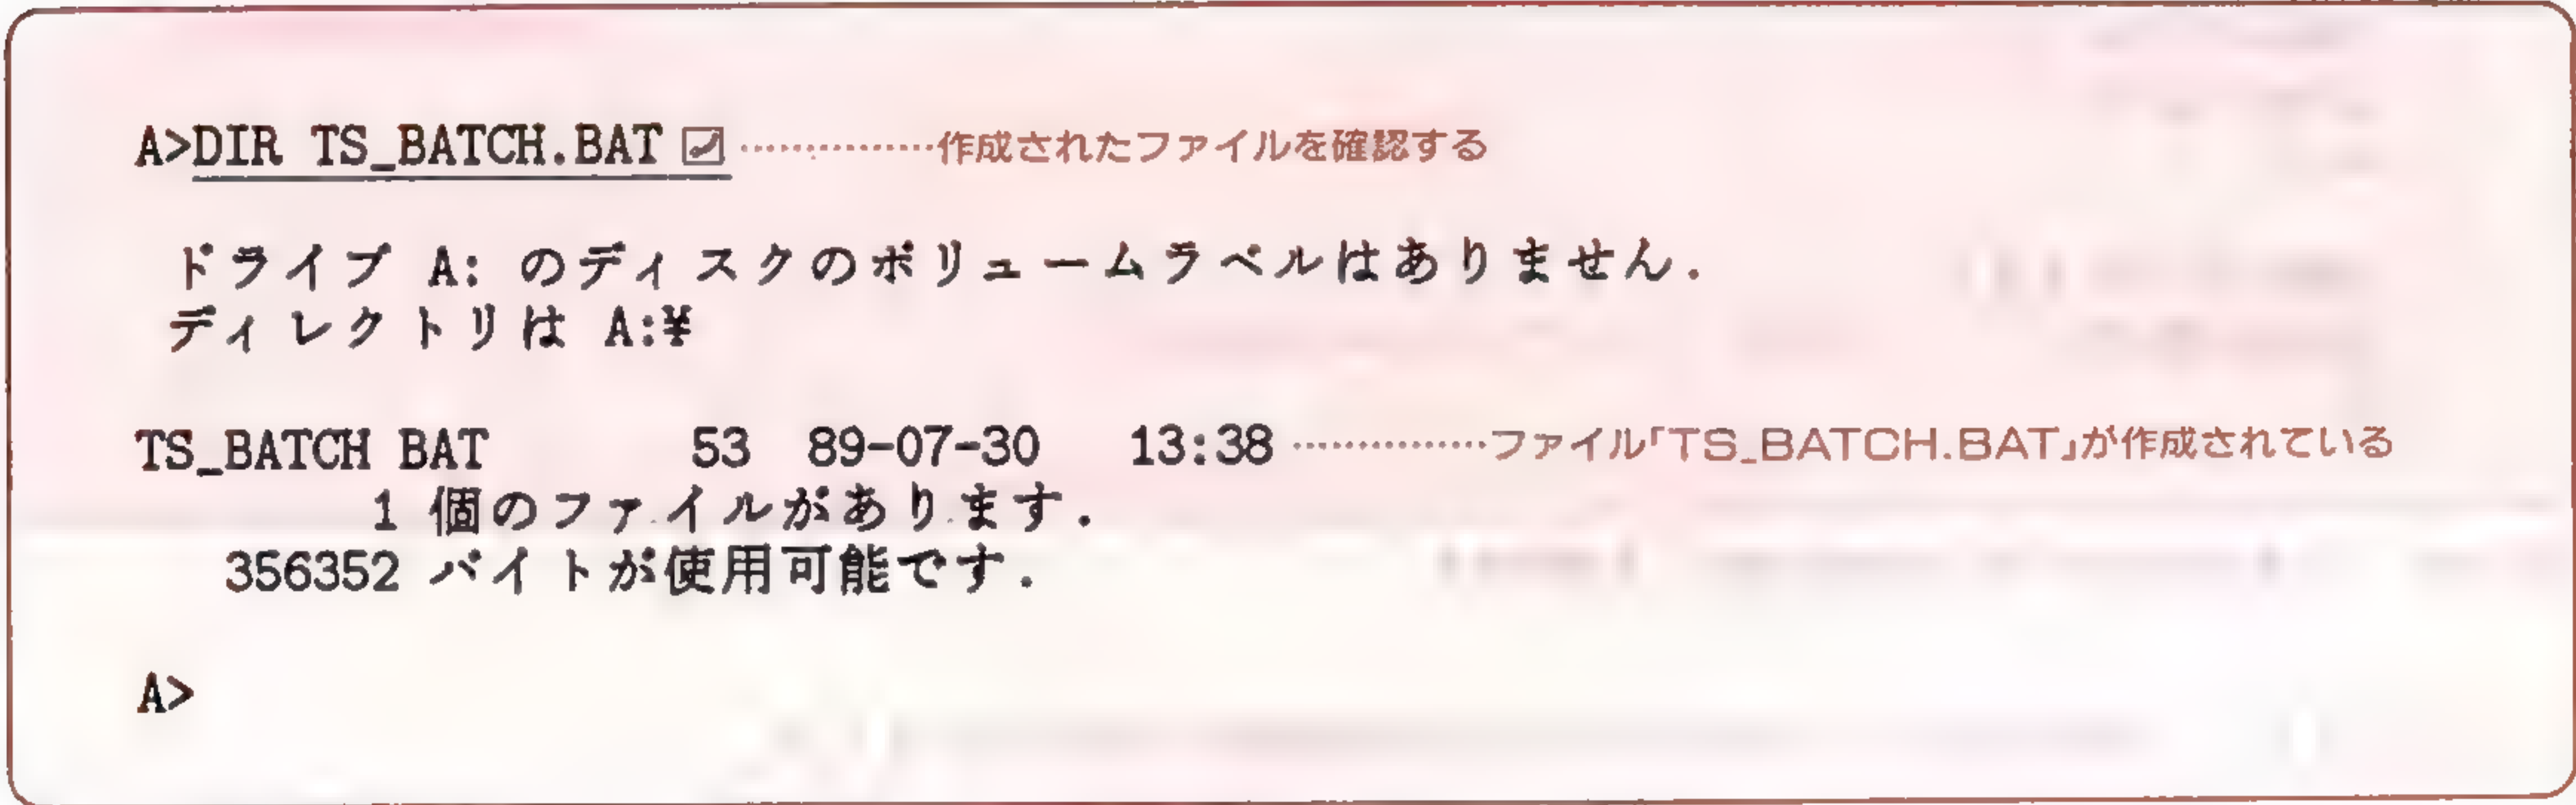 A>DIR TS_BATCH.BAT ↵ …………作成されたファイルを確認する
ドライブ A: のディスクのボリュームラベルはありません.
ディレクトリは A:¥
TS_BATCH BAT 53 89-07-30 13:38 …………ファイル「TS_BATCH.BAT」が作成されている
1 個のファイルがあります.
356352 バイトが使用可能です.
A>